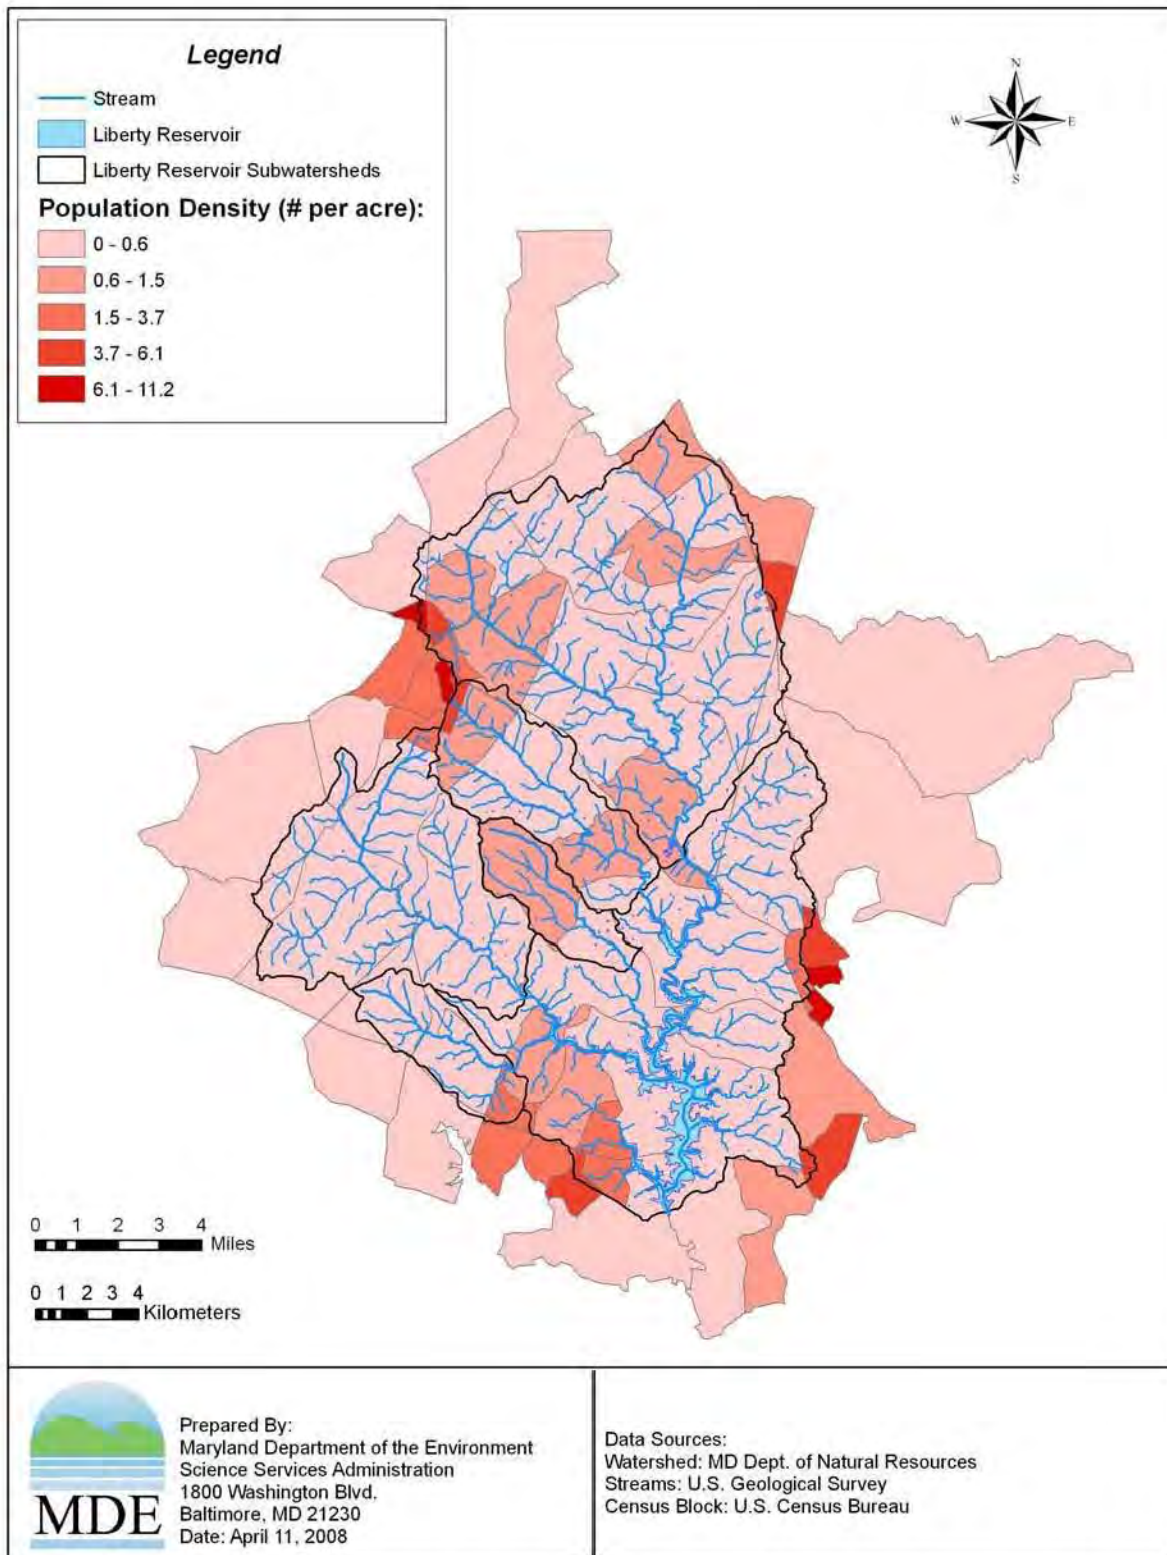 Legend
Stream
Liberty Reservoir
Liberty Reservoir Subwatersheds
Population Density (# per acre):
0 - 0.6
0.6 - 1.5
1.5 - 3.7
3.7 - 6.1
6.1 - 11.2
N
W E
S
0 1 2 3 4
Miles
0 1 2 3 4
Kilometers
MDE
Prepared By:
Maryland Department of the Environment
Science Services Administration
1800 Washington Blvd.
Baltimore, MD 21230
Date: April 11, 2008
Data Sources:
Watershed: MD Dept. of Natural Resources
Streams: U.S. Geological Survey
Census Block: U.S. Census Bureau